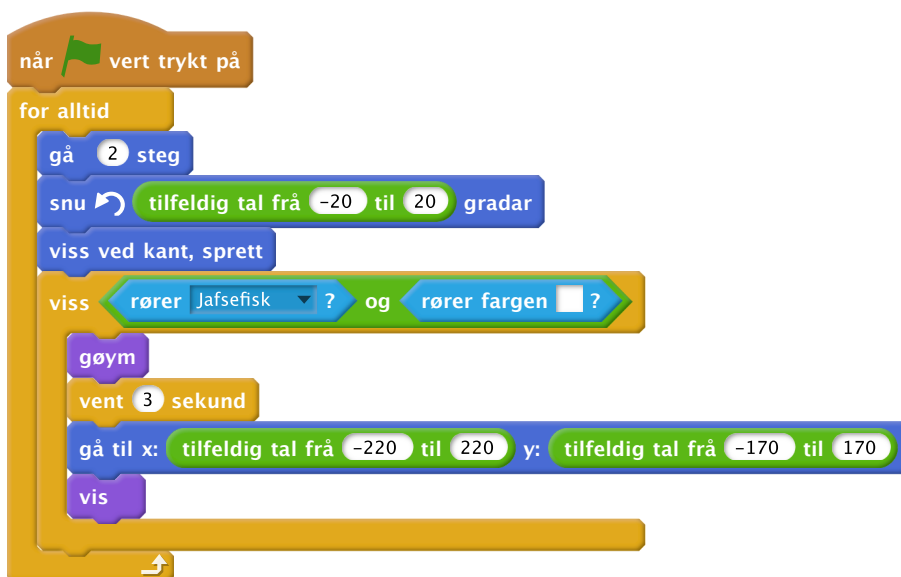 når vert trykt på
for alltid
gå 2 steg
snu tilfeldig tal frå -20 til 20 gradar
viss ved kant, sprett
viss rører Jafsefisk ? og rører fargen ?
gøym
vent 3 sekund
gå til x: tilfeldig tal frå -220 til 220 y: tilfeldig tal frå -170 til 170
vis